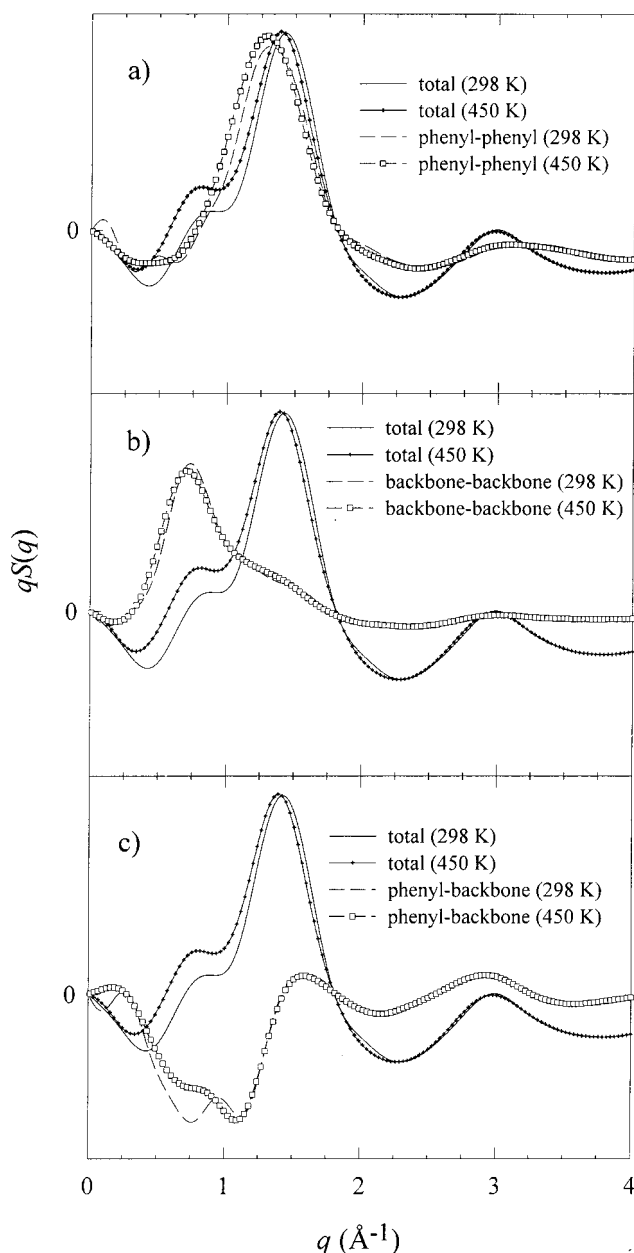 a)
total (298 K)
total (450 K)
phenyl-phenyl (298 K)
phenyl-phenyl (450 K)
0
b)
total (298 K)
total (450 K)
backbone-backbone (298 K)
backbone-backbone (450 K)
0
qS(q)
c)
total (298 K)
total (450 K)
phenyl-backbone (298 K)
phenyl-backbone (450 K)
0
0 1 2 3 4
q (Å-1)